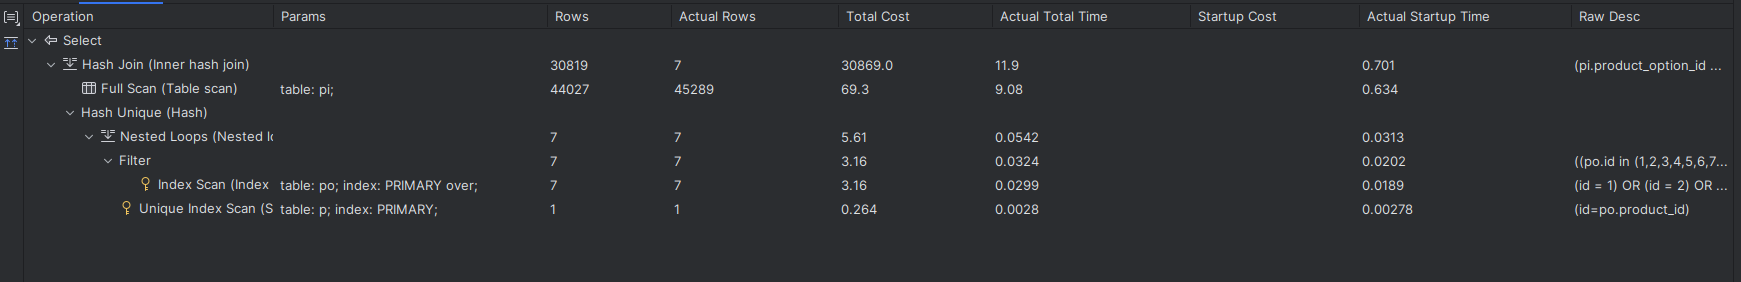 Operation Params Rows Actual Rows Total Cost Actual Total Time Startup Cost Actual Startup Time Raw Desc
Select
Hash Join (Inner hash join) 30819 7 30869.0 11.9 0.701 (pi.product_option_id ...
Full Scan (Table scan) table: pi; 44027 45289 69.3 9.08 0.634
Hash Unique (Hash)
Nested Loops (Nested lo 7 7 5.61 0.0542 0.0313
Filter 7 7 3.16 0.0324 0.0202 ((po.id in (1,2,3,4,5,6,7...
Index Scan (Index table: po; index: PRIMARY over; 7 7 3.16 0.0299 0.0189 (id = 1) OR (id = 2) OR ...
Unique Index Scan (S table: p; index: PRIMARY; 1 1 0.264 0.0028 0.00278 (id=po.product_id)